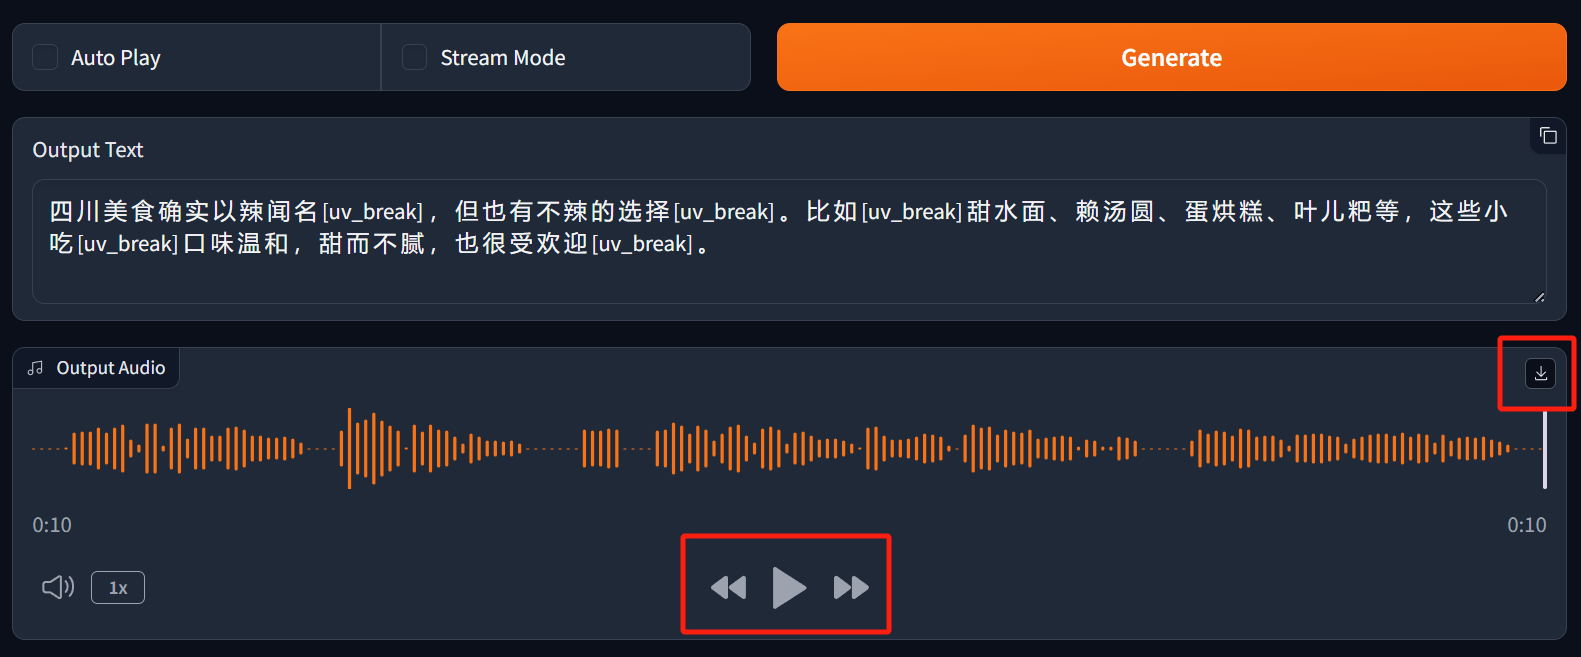 Auto Play
Stream Mode
Generate
Output Text
四川美食确实以辣闻名[uv_break]，但也有不辣的选择[uv_break]。比如[uv_break]甜水面、赖汤圆、蛋烘糕、叶儿粑等，这些小
吃[uv_break]口味温和，甜而不腻，也很受欢迎[uv_break]。
Output Audio
0:10
0:10
1x